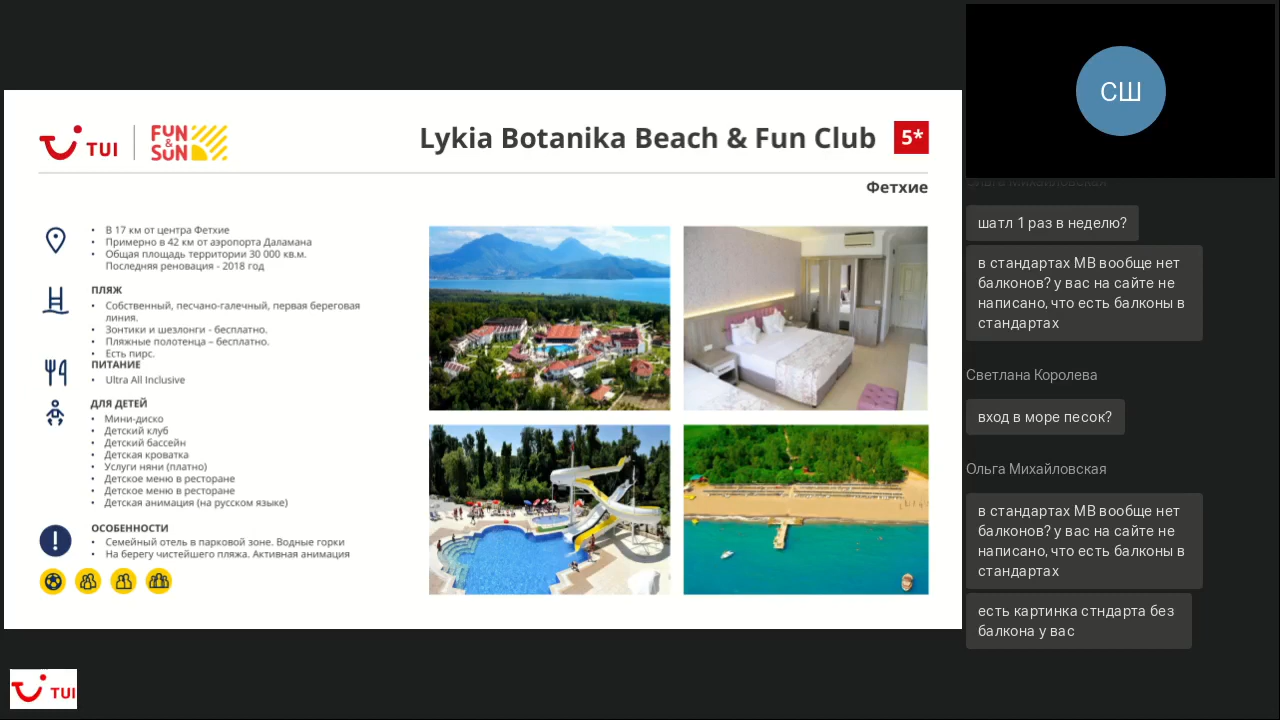 TUI
FUN
&
SUN
Lykia Botanika Beach & Fun Club 5*
Фетхие
• В 17 км от центра Фетхие
• Примерно в 42 км от аэропорта Даламана
• Общая площадь территории 30 000 кв.м.
Последняя реновация - 2018 год
ПЛЯЖ
• Собственный, песчано-галечный, первая береговая
линия.
• Зонтики и шезлонги - бесплатно.
• Пляжные полотенца – бесплатно.
• Есть пирс.
ПИТАНИЕ
• Ultra All Inclusive
ДЛЯ ДЕТЕЙ
• Мини-диско
• Детский клуб
• Детский бассейн
• Детская кроватка
• Услуги няни (платно)
• Детское меню в ресторане
• Детское меню в ресторане
• Детская анимация (на русском языке)
ОСОБЕННОСТИ
• Семейный отель в парковой зоне. Водные горки
• На берегу чистейшего пляжа. Активная анимация
TUI
СШ
шатл 1 раз в неделю?
в стандартах МВ вообще нет
балконов? у вас на сайте не
написано, что есть балконы в
стандартах
Светлана Королева
вход в море песок?
Ольга Михайловская
в стандартах МВ вообще нет
балконов? у вас на сайте не
написано, что есть балконы в
стандартах
есть картинка стндарта без
балкона у вас